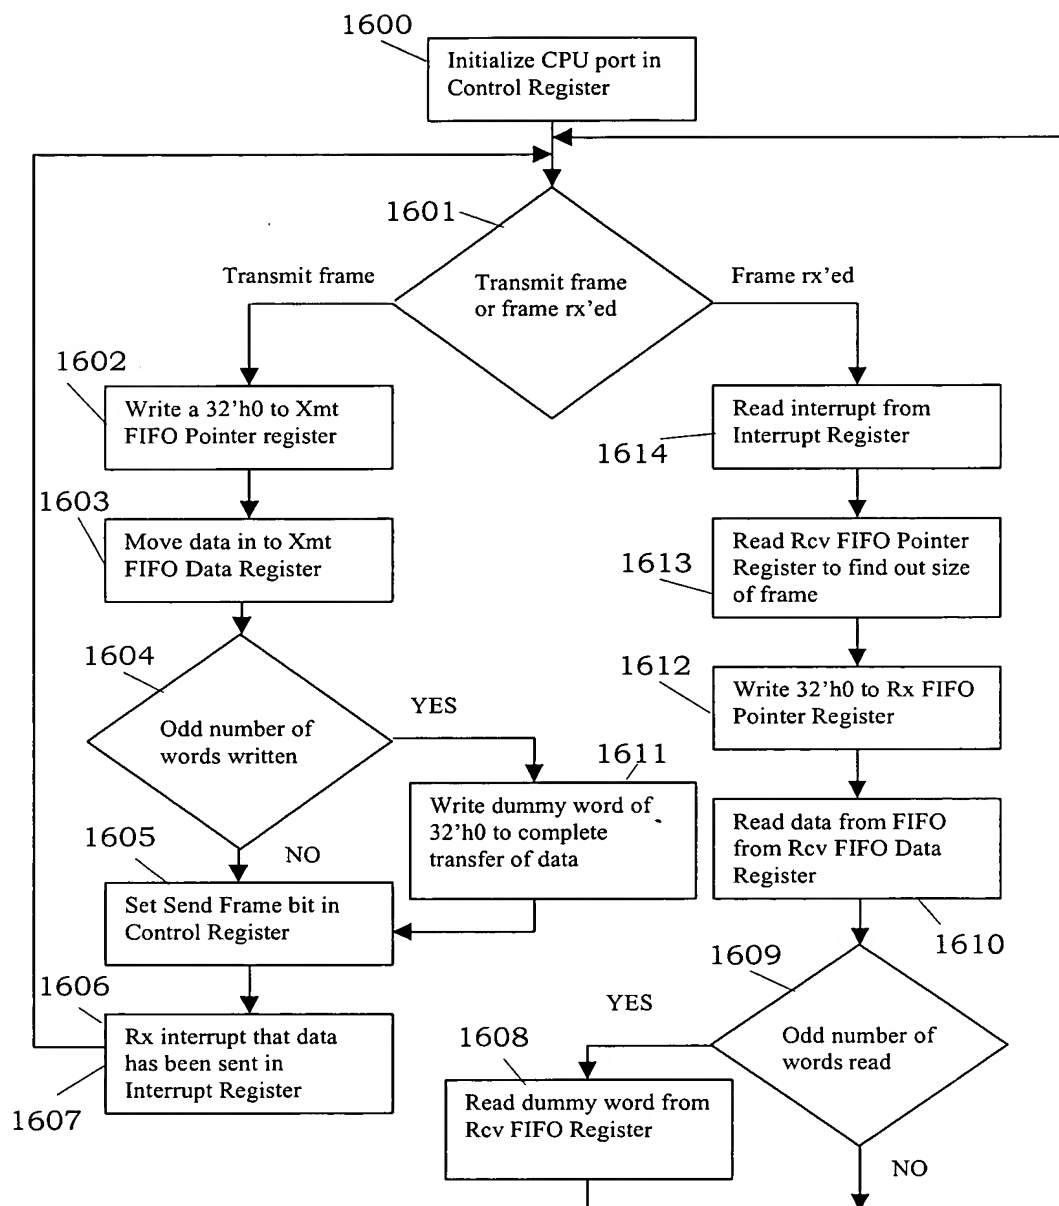 1600
Initialize CPU port in
Control Register
1601
Transmit frame
Transmit frame
or frame rx'ed
Frame rx'ed
1602
Write a 32'h0 to Xmt
FIFO Pointer register
Read interrupt from
Interrupt Register
1614
1603
Move data in to Xmt
FIFO Data Register
Read Rcv FIFO Pointer
Register to find out size
of frame
1613
1604
Odd number of
words written
YES
1612
Write 32'h0 to Rx FIFO
Pointer Register
1611
Write dummy word of
32'h0 to complete
transfer of data
Read data from FIFO
from Rcv FIFO Data
Register
1610
NO
1605
Set Send Frame bit in
Control Register
1609
Odd number of
words read
YES
1606
Rx interrupt that data
has been sent in
Interrupt Register
1607
1608
Read dummy word from
Rcv FIFO Register
NO